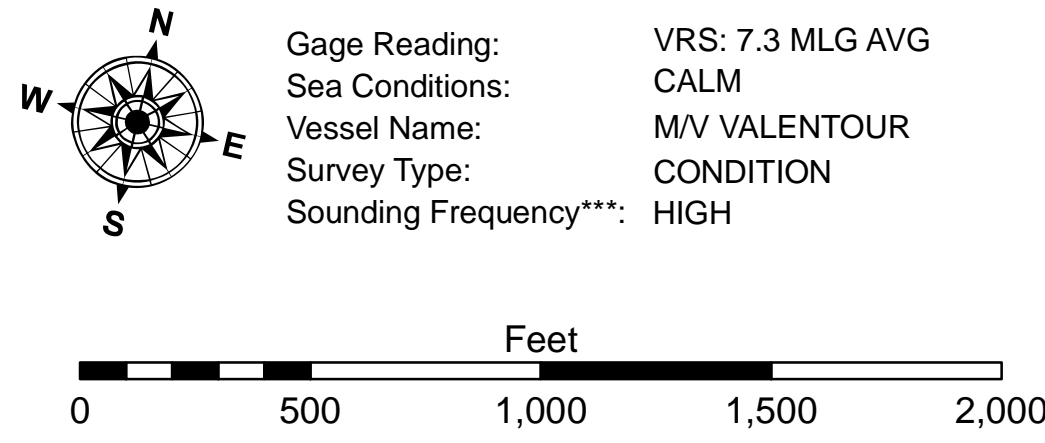 N
W
E
S
Gage Reading: VRS: 7.3 MLG AVG
Sea Conditions: CALM
Vessel Name: M/V VALENTOUR
Survey Type: CONDITION
Sounding Frequency***: HIGH
Feet
0 500 1,000 1,500 2,000